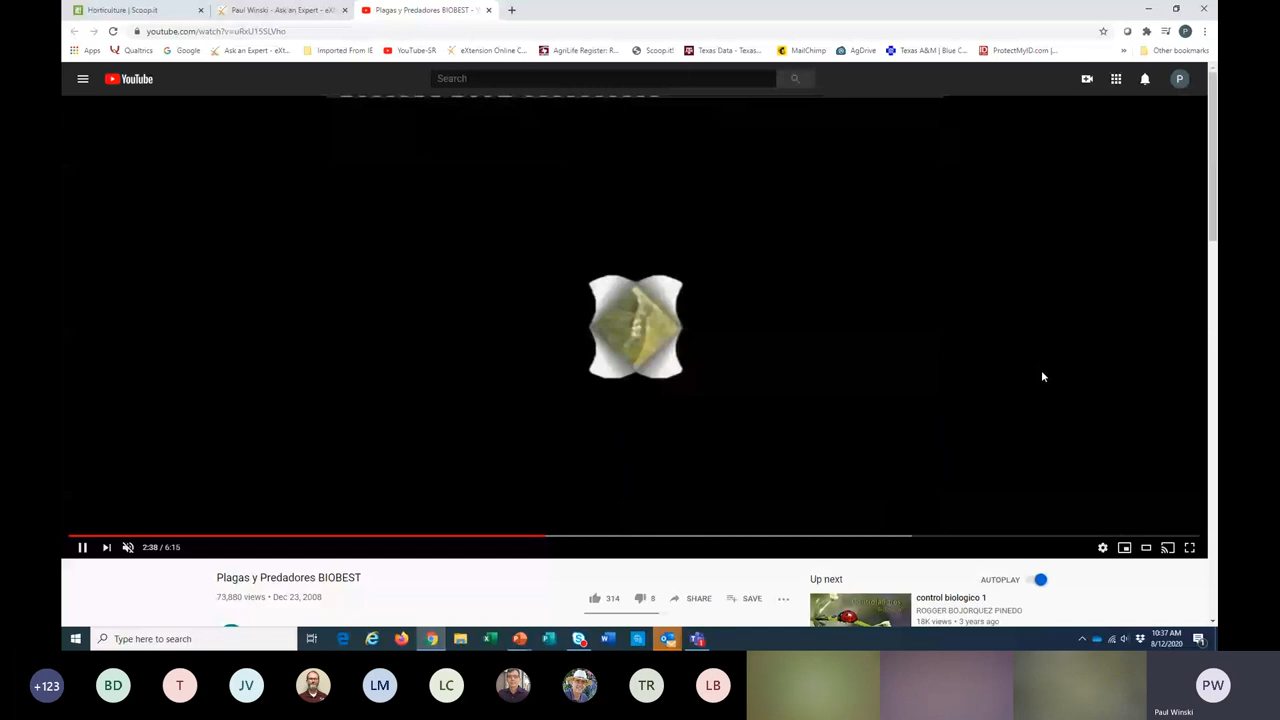 Horticulture | Scoop.it
Paul Winski - Ask an Expert - eXt
Plagas y Predadores BIOBEST - Y
youtube.com/watch?v=uRxU15SLVho
Apps
Qualtrics
Google
Ask an Expert - eXt...
Imported From IE
YouTube-SR
eXtension Online C...
AgriLife Register: R...
Scoop.it!
Texas Data - Texas...
MailChimp
AgDrive
Texas A&M | Blue C...
ProtectMyID.com |...
»
Other bookmarks
YouTube
Search
P
2:38 / 6:15
Plagas y Predadores BIOBEST
73,880 views • Dec 23, 2008
314
8
SHARE
SAVE
Up next
AUTOPLAY
control biologico 1
ROGGER BOJORQUEZ PINEDO
18K views • 3 years ago
Type here to search
10:37 AM
8/12/2020
+123
BD
T
JV
LM
LC
TR
LB
PW
Paul Winski